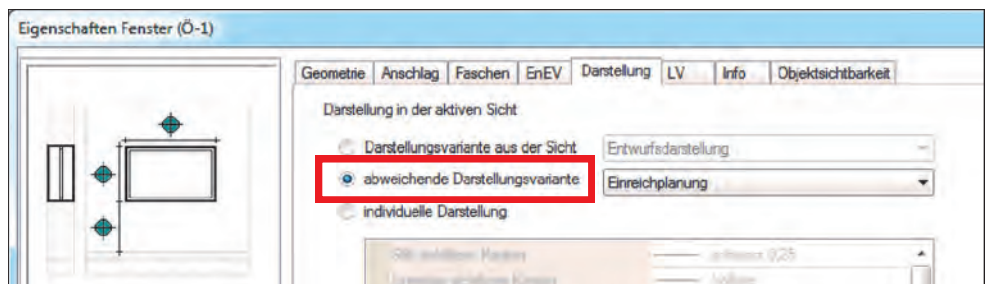 Eigenschaften Fenster (Ö-1)
Geometrie Anschlag Faschen EnEV Darstellung LV Info Objektsichtbarkeit
Darstellung in der aktiven Sicht
Darstellungsvariante aus der Sicht Entwurfsdarstellung
abweichende Darstellungsvariante Einreichplanung
individuelle Darstellung